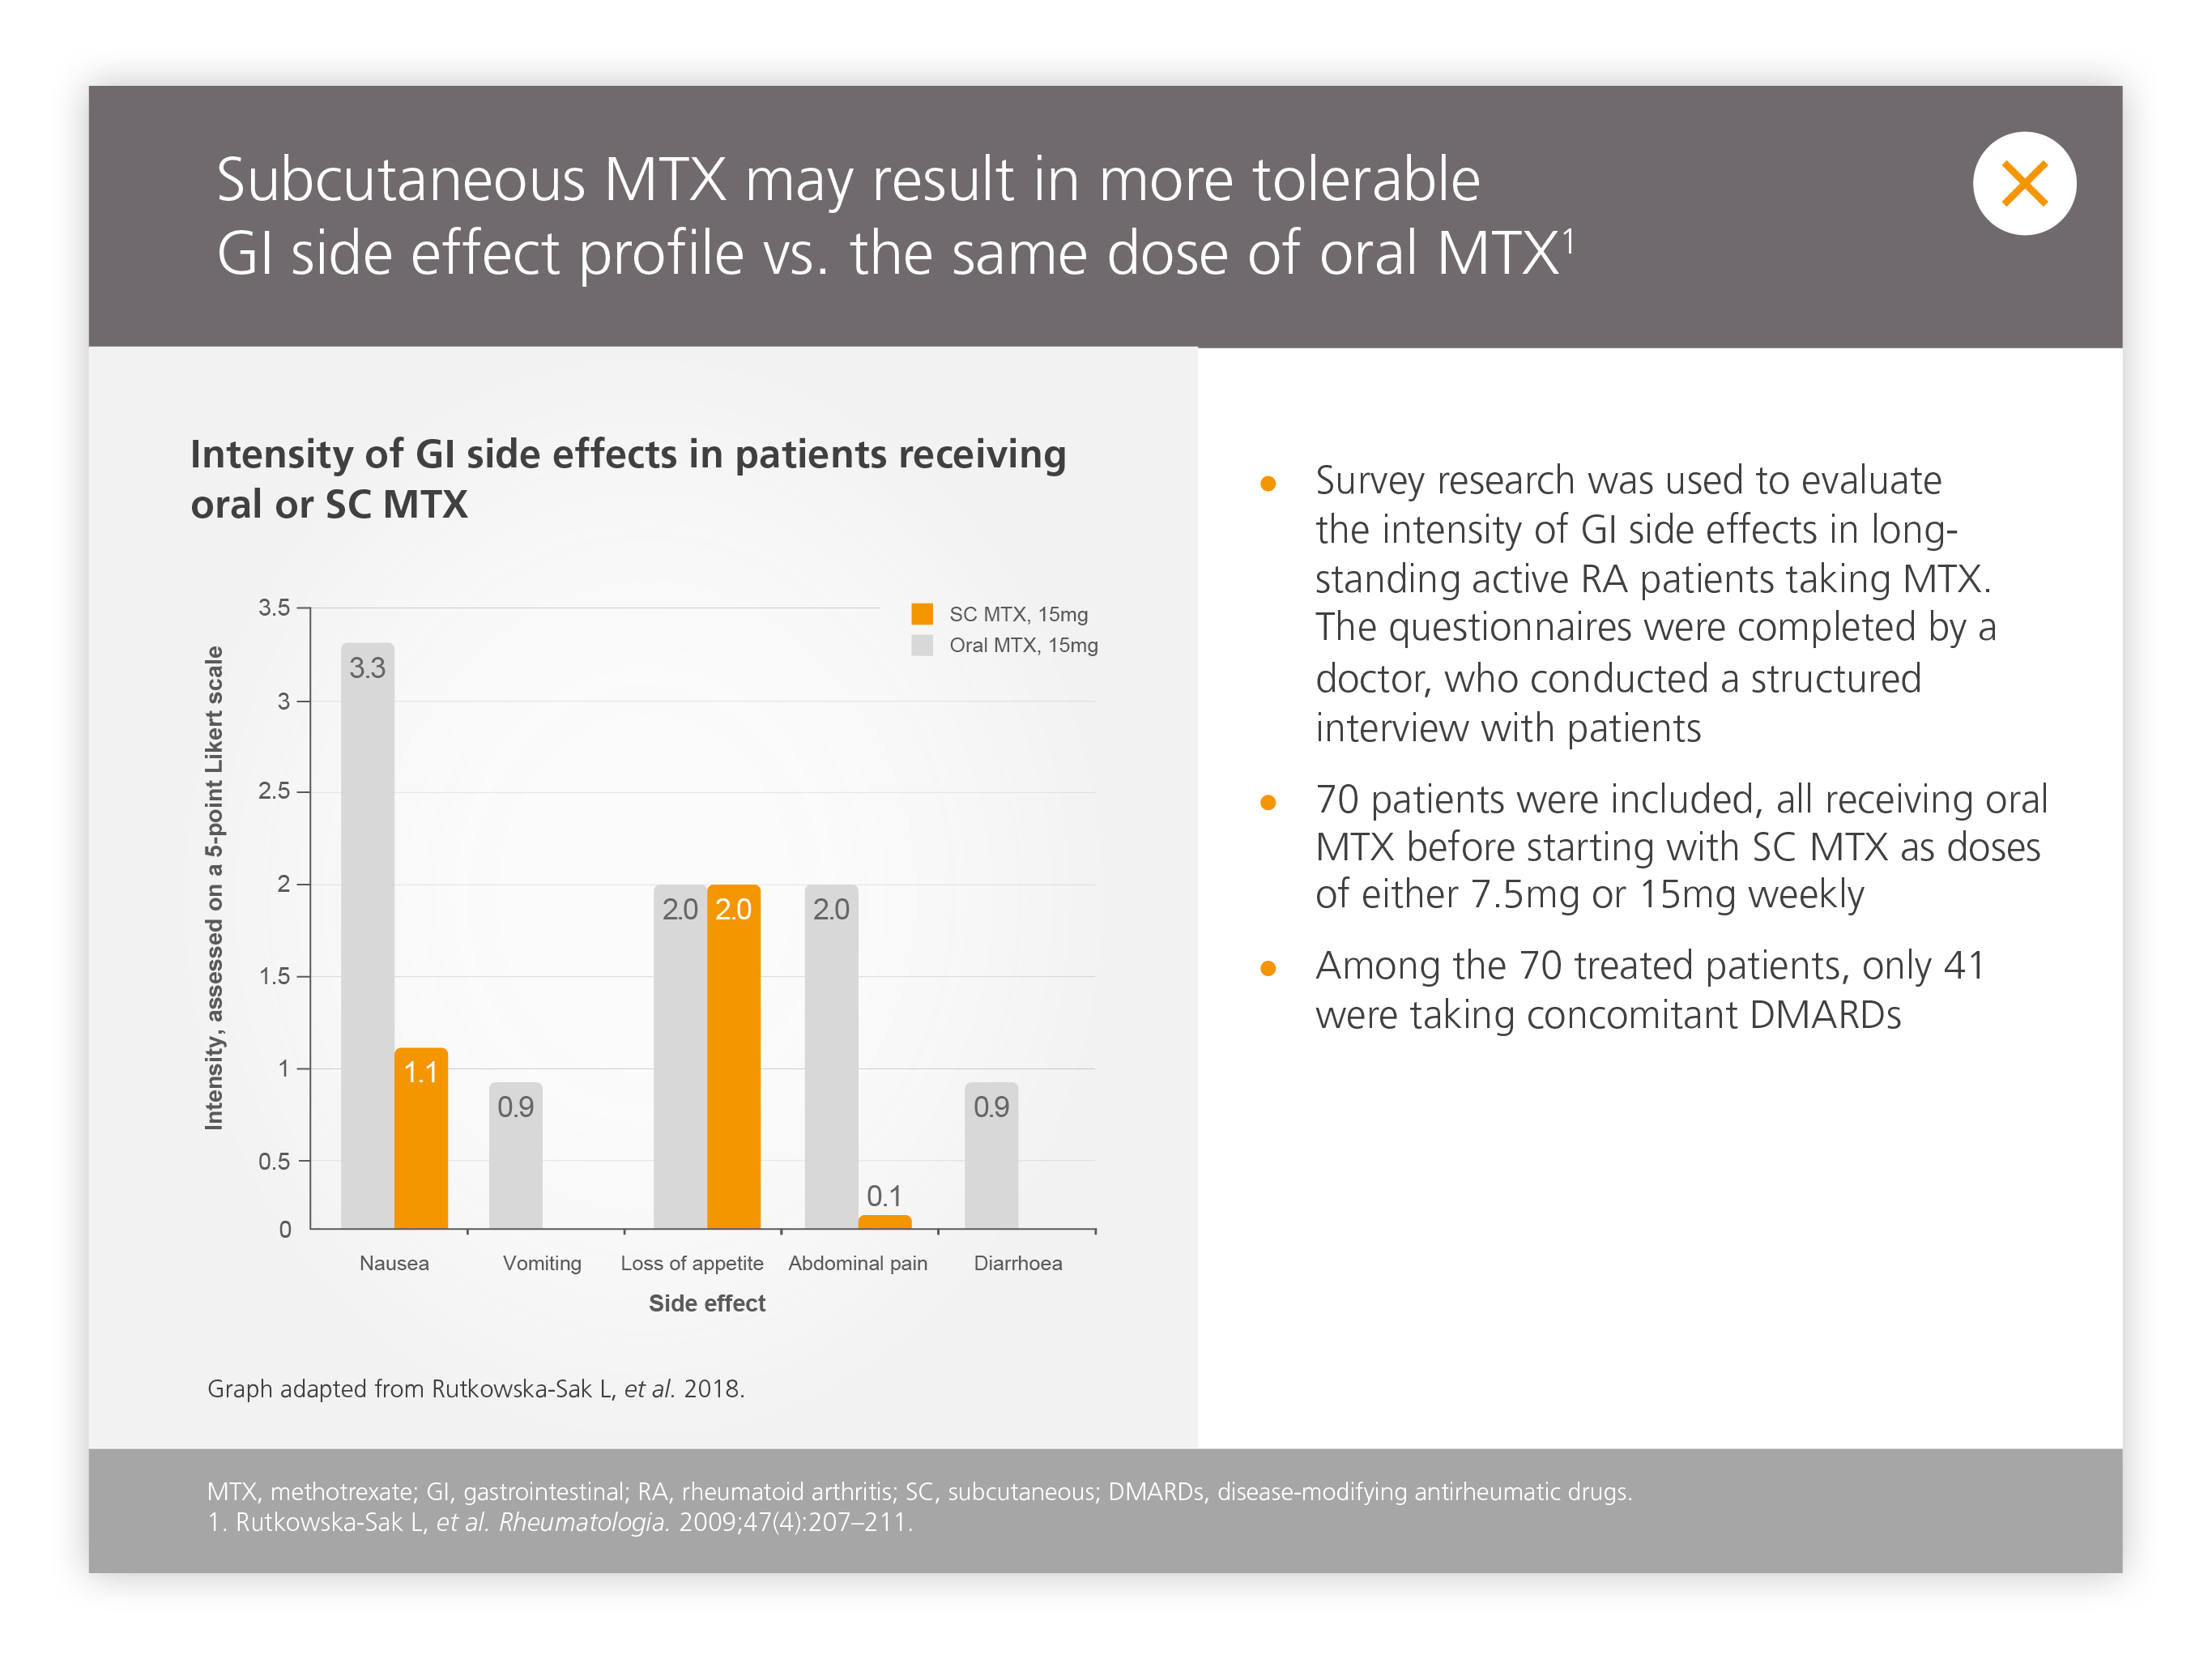 Subcutaneous MTX may result in more tolerable
GI side effect profile vs. the same dose of oral MTX¹
Intensity of GI side effects in patients receiving
oral or SC MTX
SC MTX, 15mg
Oral MTX, 15mg
Intensity, assessed on a 5-point Likert scale
3.5
3
2.5
2
1.5
1
0.5
0
3.3
1.1
0.9
2.0
2.0
2.0
0.1
0.9
Nausea
Vomiting
Loss of appetite
Abdominal pain
Diarrhoea
Side effect
Graph adapted from Rutkowska-Sak L, et al. 2018.
• Survey research was used to evaluate
the intensity of GI side effects in long-
standing active RA patients taking MTX.
The questionnaires were completed by a
doctor, who conducted a structured
interview with patients
• 70 patients were included, all receiving oral
MTX before starting with SC MTX as doses
of either 7.5mg or 15mg weekly
• Among the 70 treated patients, only 41
were taking concomitant DMARDs
MTX, methotrexate; GI, gastrointestinal; RA, rheumatoid arthritis; SC, subcutaneous; DMARDs, disease-modifying antirheumatic drugs.
1. Rutkowska-Sak L, et al. Rheumatologia. 2009;47(4):207–211.